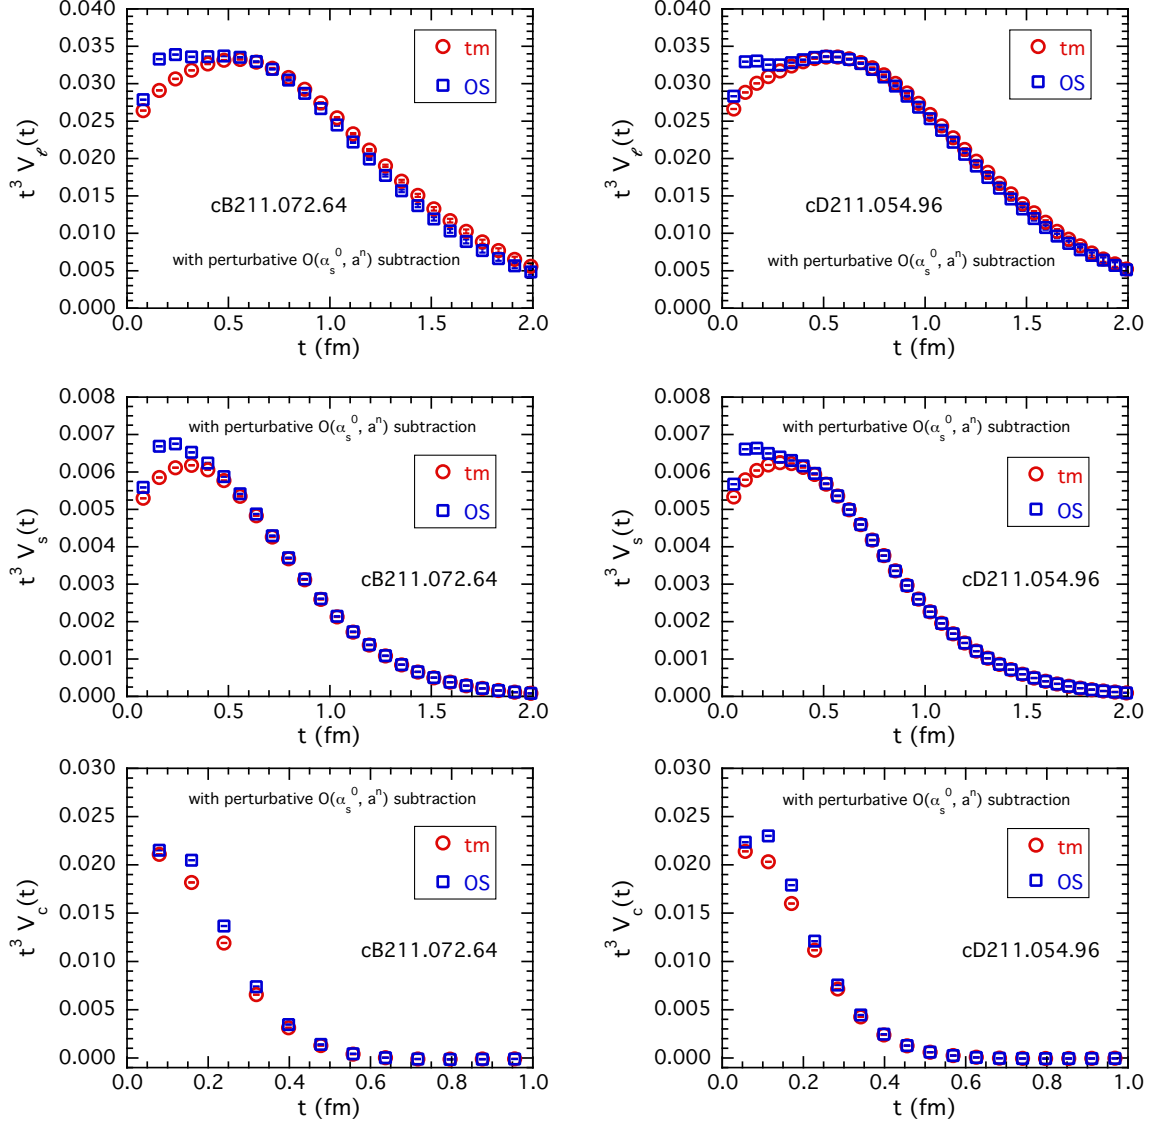 0.040
0.035
0.030
0.025
0.020
0.015
0.010
0.005
0.000
t³ V_ℓ(t)
tm
OS
cB211.072.64
with perturbative O(α_s^0, a^n) subtraction
0.0 0.5 1.0 1.5 2.0
t (fm)
0.040
0.035
0.030
0.025
0.020
0.015
0.010
0.005
0.000
t³ V_ℓ(t)
tm
OS
cD211.054.96
with perturbative O(α_s^0, a^n) subtraction
0.0 0.5 1.0 1.5 2.0
t (fm)
0.008
0.007
0.006
0.005
0.004
0.003
0.002
0.001
0.000
t³ V_s(t)
with perturbative O(α_s^0, a^n) subtraction
tm
OS
cB211.072.64
0.0 0.5 1.0 1.5 2.0
t (fm)
0.008
0.007
0.006
0.005
0.004
0.003
0.002
0.001
0.000
t³ V_s(t)
with perturbative O(α_s^0, a^n) subtraction
tm
OS
cD211.054.96
0.0 0.5 1.0 1.5 2.0
t (fm)
0.030
0.025
0.020
0.015
0.010
0.005
0.000
t³ V_c(t)
with perturbative O(α_s^0, a^n) subtraction
tm
OS
cB211.072.64
0.0 0.2 0.4 0.6 0.8 1.0
t (fm)
0.030
0.025
0.020
0.015
0.010
0.005
0.000
t³ V_c(t)
with perturbative O(α_s^0, a^n) subtraction
tm
OS
cD211.054.96
0.0 0.2 0.4 0.6 0.8 1.0
t (fm)